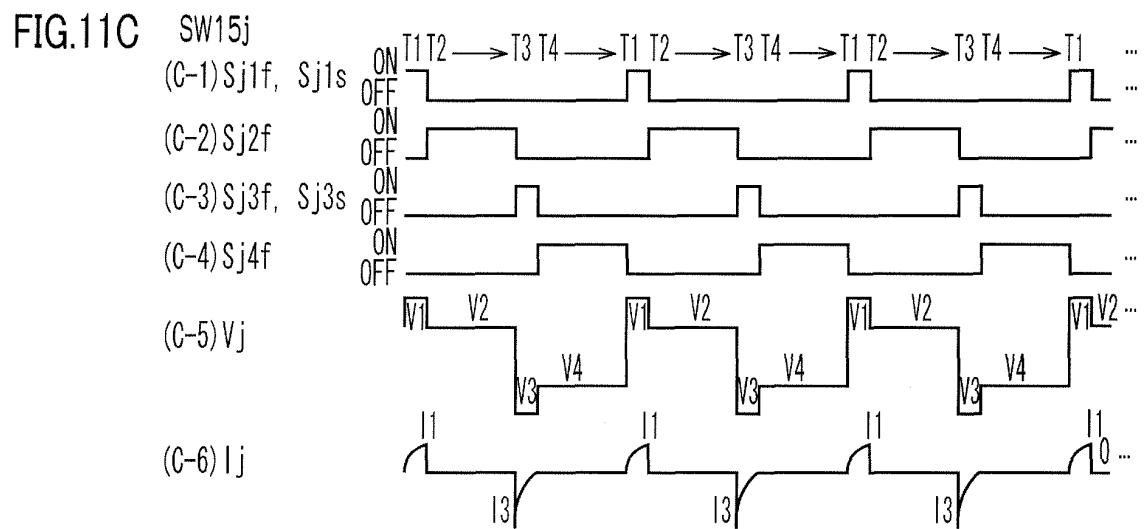 FIG.11C SW15j
T1 T2 → T3 T4 → T1 T2 → T3 T4 → T1 T2 → T3 T4 → T1 ...
(C-1) Sj1f, Sj1s ON OFF ...
(C-2) Sj2f ON OFF ...
(C-3) Sj3f, Sj3s ON OFF ...
(C-4) Sj4f ON OFF ...
(C-5) Vj V1 V2 V3 V4 V1 V2 V3 V4 V1 V2 V3 V4 V1 V2 ...
(C-6) Ij I1 I3 I1 I3 I1 I3 I1 0 ...